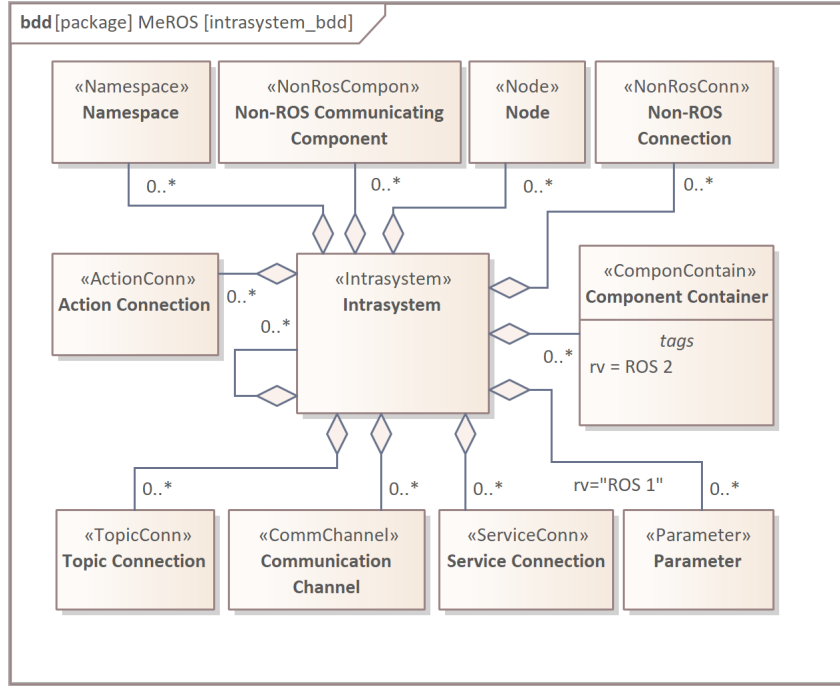 bdd [package] MeROS [intrasystem_bdd]
«Namespace»
Namespace
0..*
«NonRosCompon»
Non-ROS Communicating
Component
0..*
«Node»
Node
0..*
«NonRosConn»
Non-ROS
Connection
0..*
«ActionConn»
Action Connection
0..*
«Intrasystem»
Intrasystem
0..*
«ComponContain»
Component Container
tags
rv = ROS 2
0..*
0..*
«TopicConn»
Topic Connection
0..*
«CommChannel»
Communication
Channel
0..*
«ServiceConn»
Service Connection
rv="ROS 1"
0..*
«Parameter»
Parameter